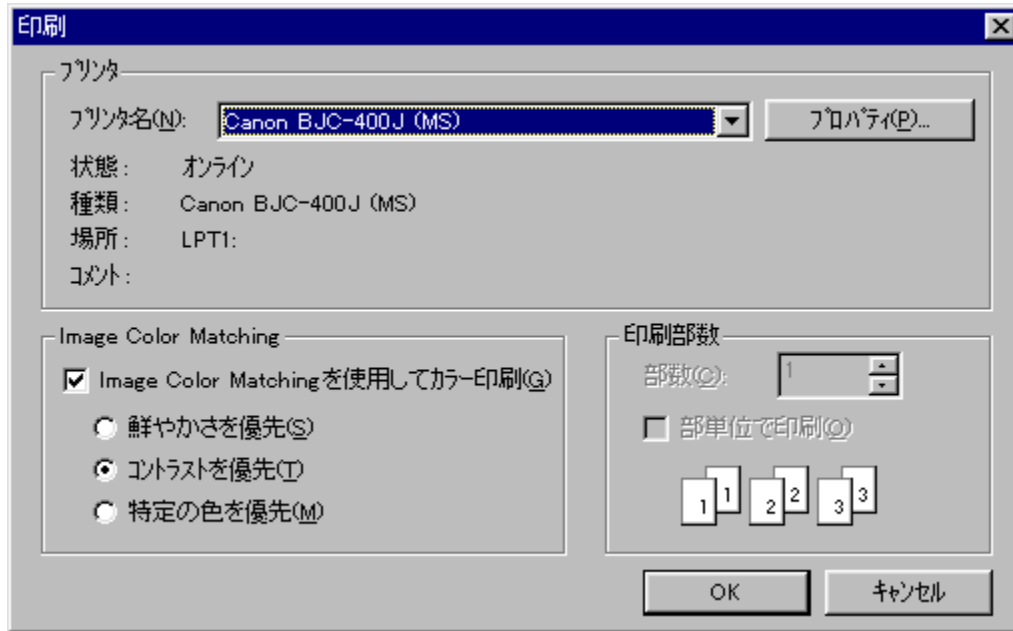 印刷
プリンタ
プリンタ名(N): Canon BJC-400J (MS) プロパティ(P)...
状態: オンライン
種類: Canon BJC-400J (MS)
場所: LPT1:
コメント:
Image Color Matching
Image Color Matchingを使用してカラー印刷(G)
鮮やかさを優先(S)
コントラストを優先(T)
特定の色を優先(M)
印刷部数
部数(C): 1
部単位で印刷(O)
1 1 2 2 3 3
OK キャンセル